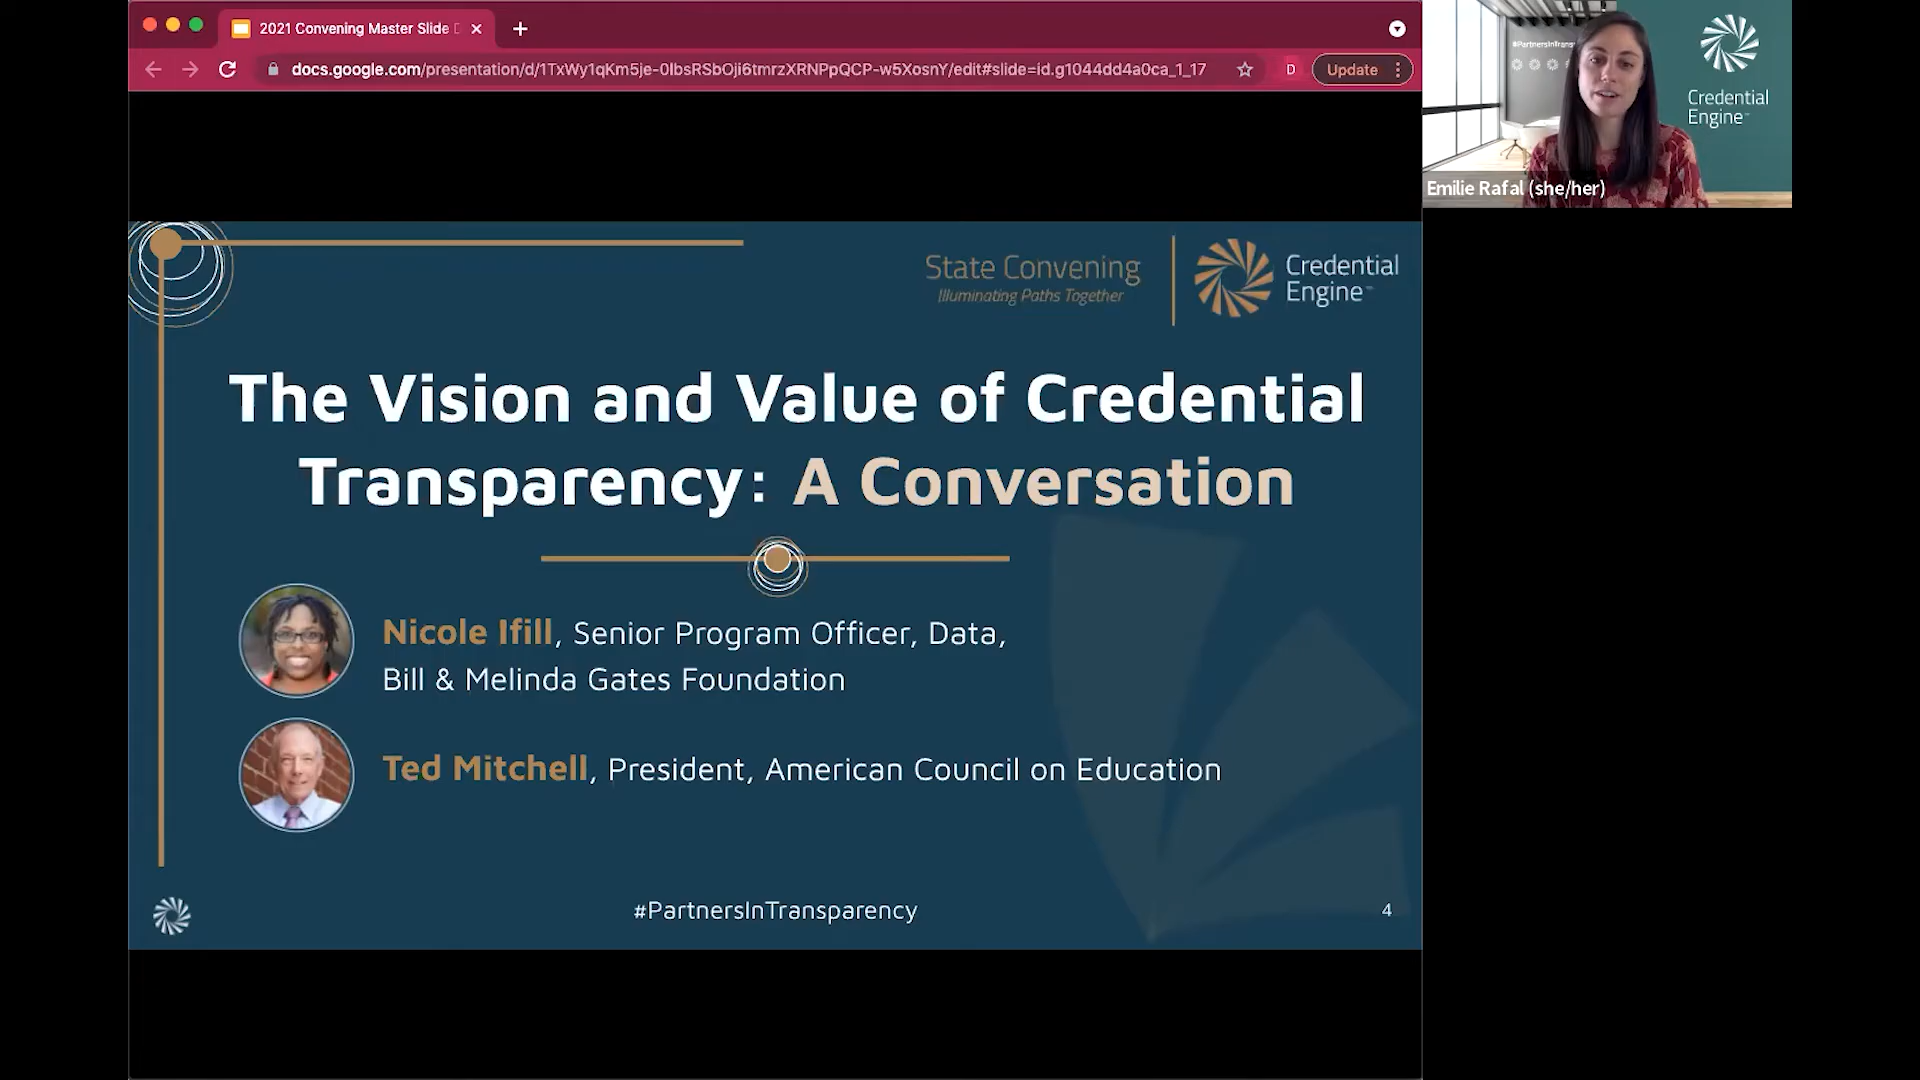 2021 Convening Master Slide D
docs.google.com/presentation/d/1TxWy1qKm5je-0lbsRSbOji6tmrzXRNPpQCP-w5XosnY/edit#slide=id.g1044dd4a0ca_1_17
D
Update
#PartnersInTransp
Credential
Engine
Emilie Rafal (she/her)
State Convening
Illuminating Paths Together
Credential
Engine
The Vision and Value of Credential
Transparency: A Conversation
Nicole Ifill, Senior Program Officer, Data,
Bill & Melinda Gates Foundation
Ted Mitchell, President, American Council on Education
#PartnersInTransparency
4